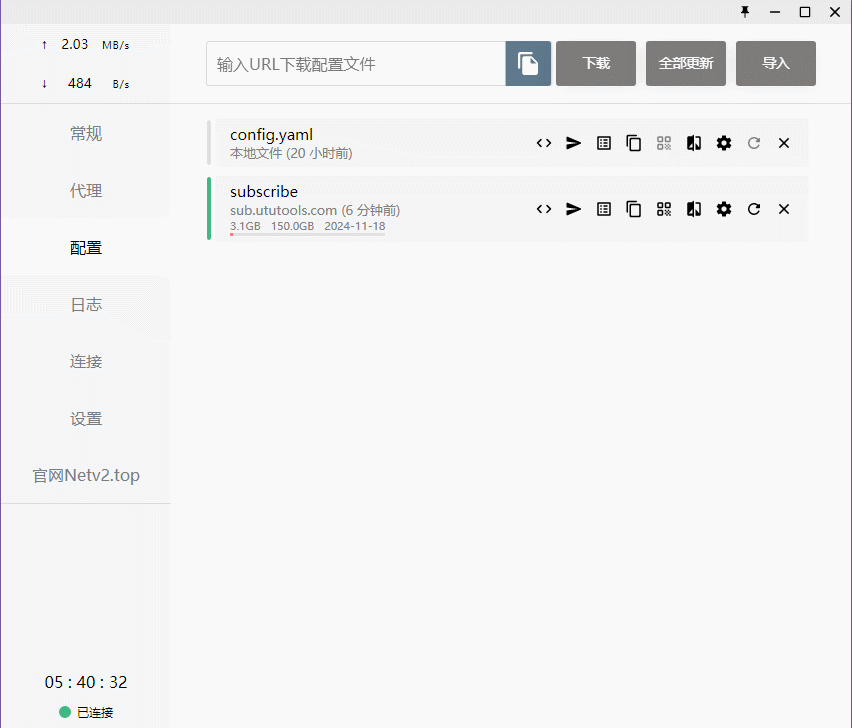 ↑ 2.03 MB/s
↓ 484 B/s
常规
代理
配置
日志
连接
设置
官网Netv2.top
05 : 40 : 32
已连接
输入URL下载配置文件
下载
全部更新
导入
config.yaml
本地文件 (20 小时前)
subscribe
sub.ututools.com (6 分钟前)
3.1GB 150.0GB 2024-11-18